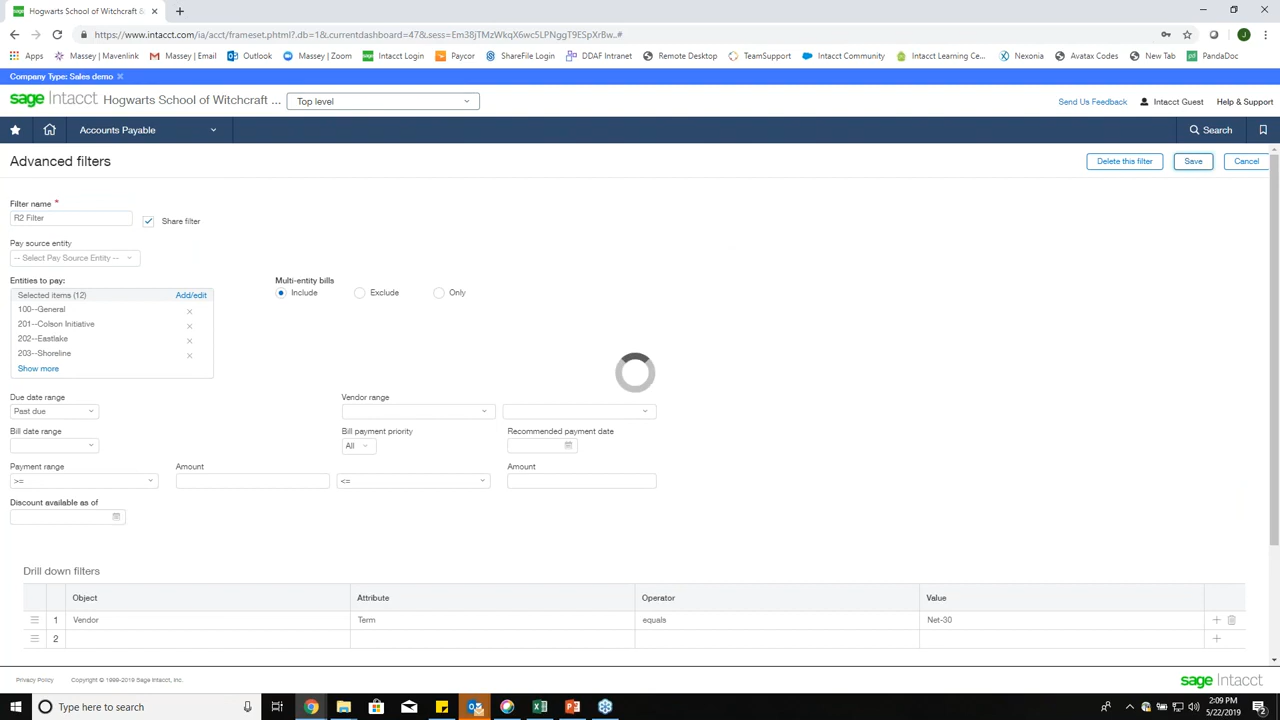 Hogwarts School of Witchcraft &
https://www.intacct.com/ia/acct/frameset.phtml?.db=1&.currentdashboard=47&.sess=Em38jTMzWkqX6wc5LPNggT9ESpXrBw..#
Apps Massey | Mavenlink Massey | Email Outlook Massey | Zoom Intacct Login Paycor ShareFile Login DDAF Intranet Remote Desktop TeamSupport Intacct Community Intacct Learning Ce... Nexonia Avatax Codes New Tab PandaDoc
Company Type: Sales demo
sage Intacct Hogwarts School of Witchcraft ... Top level Send Us Feedback Intacct Guest Help & Support
Accounts Payable Search
Advanced filters Delete this filter Save Cancel
Filter name *
R2 Filter Share filter
Pay source entity
-- Select Pay Source Entity --
Entities to pay: Multi-entity bills
Selected items (12) Add/edit Include Exclude Only
100--General
201--Colson Initiative
202--Eastlake
203--Shoreline
Show more
Due date range Vendor range
Past due
Bill date range Bill payment priority Recommended payment date
All
Payment range Amount Amount
>= <=
Discount available as of
Drill down filters
Object Attribute Operator Value
1 Vendor Term equals Net-30
2
Privacy Policy Copyright © 1999-2019 Sage Intacct, Inc. sage Intacct
Type here to search 2:09 PM
5/22/2019 2